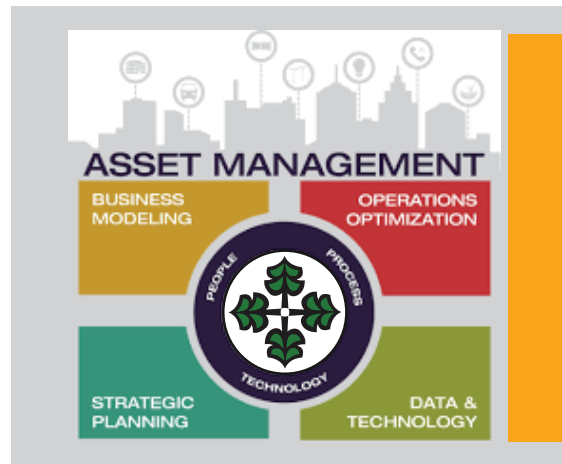 ASSET MANAGEMENT
BUSINESS
MODELING
OPERATIONS
OPTIMIZATION
PEOPLE
PROCESS
TECHNOLOGY
STRATEGIC
PLANNING
DATA &
TECHNOLOGY